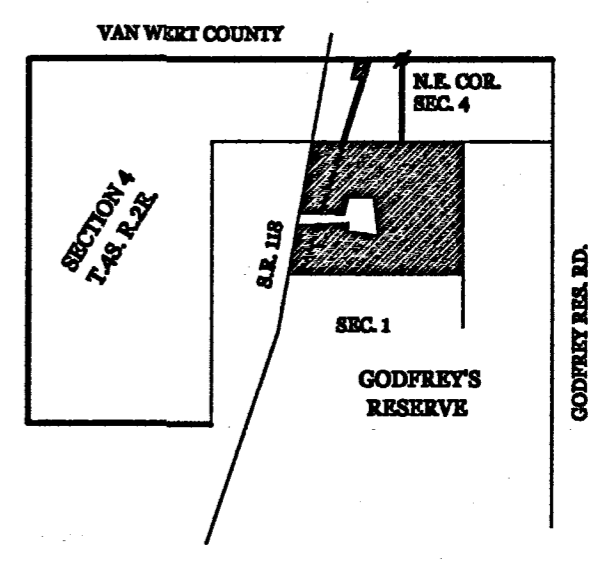 VAN WERT COUNTY
N.E. COR.
SEC. 4
SECTION 4
T.4S. R.2E.
S.R. 118
SEC. 1
GODFREY'S
RESERVE
GODFREY RES. RD.